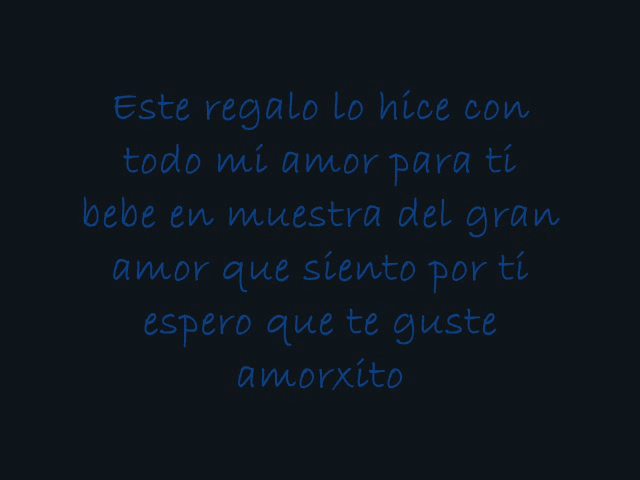 Este regalo lo hice con
todo mi amor para ti
bebe en muestra del gran
amor que siento por ti
espero que te guste
amorxito